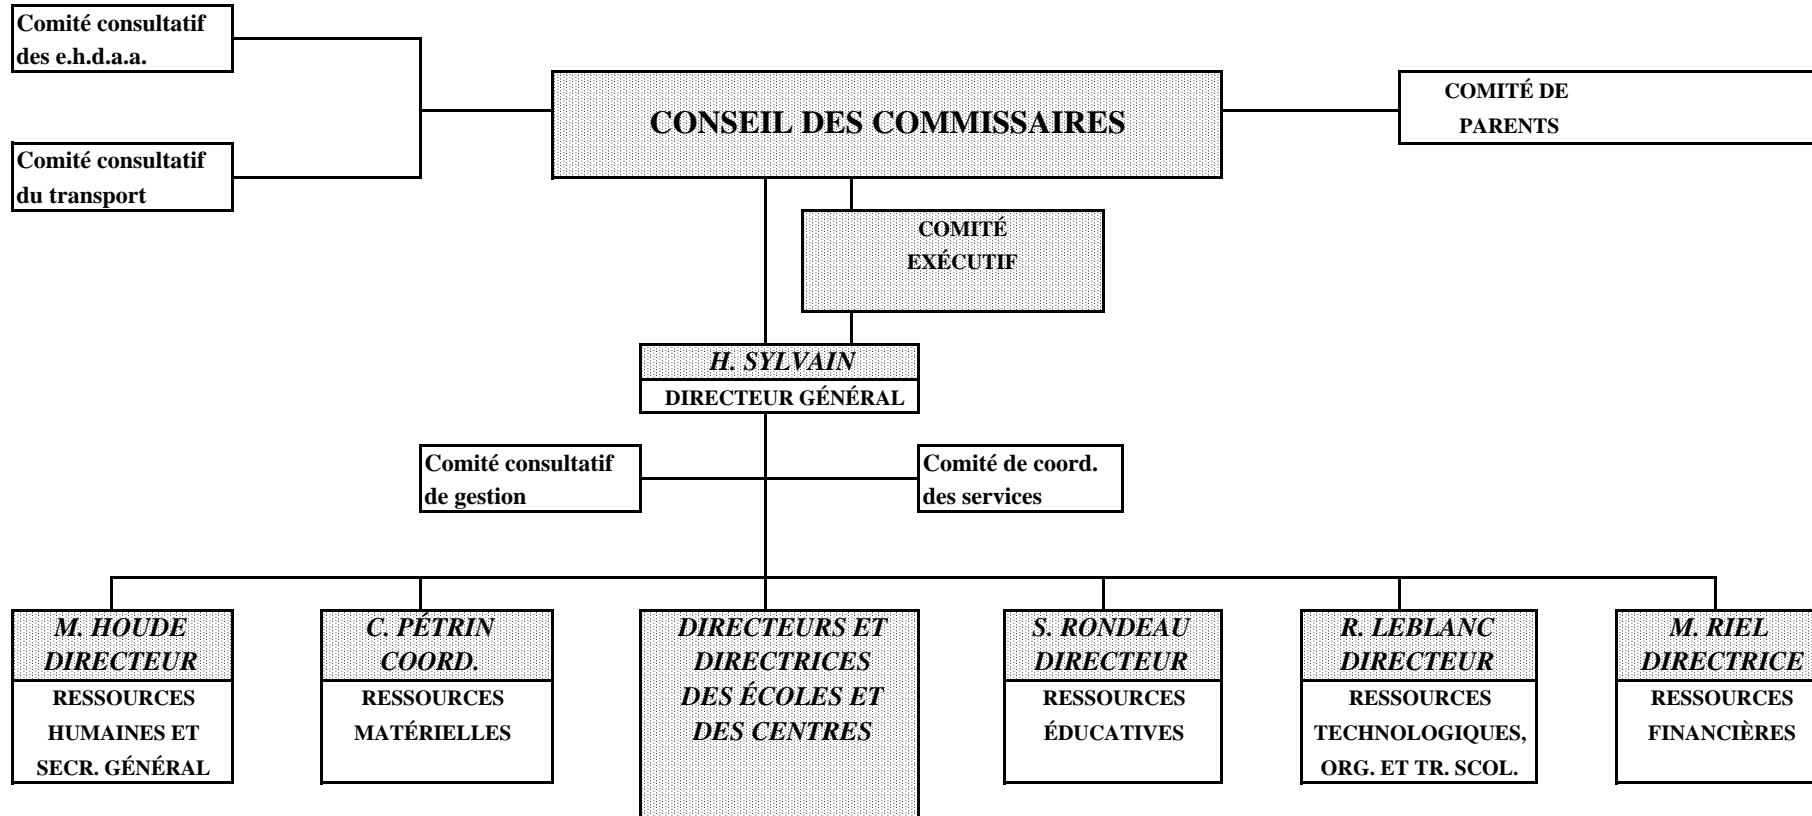 Comité consultatif
des e.h.d.a.a.
CONSEIL DES COMMISSAIRES
COMITÉ DE
PARENTS
Comité consultatif
du transport
COMITÉ
EXÉCUTIF
H. SYLVAIN
DIRECTEUR GÉNÉRAL
Comité consultatif
de gestion
Comité de coord.
des services
M. HOUDE
DIRECTEUR
RESSOURCES
HUMAINES ET
SECR. GÉNÉRAL
C. PÉTRIN
COORD.
RESSOURCES
MATÉRIELLES
DIRECTEURS ET
DIRECTRICES
DES ÉCOLES ET
DES CENTRES
S. RONDEAU
DIRECTEUR
RESSOURCES
ÉDUCATIVES
R. LEBLANC
DIRECTEUR
RESSOURCES
TECHNOLOGIQUES,
ORG. ET TR. SCOL.
M. RIEL
DIRECTRICE
RESSOURCES
FINANCIÈRES